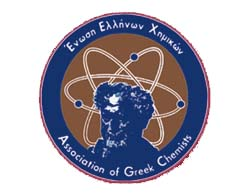 Ένωση Ελλήνων Χημικών
Association of Greek Chemists